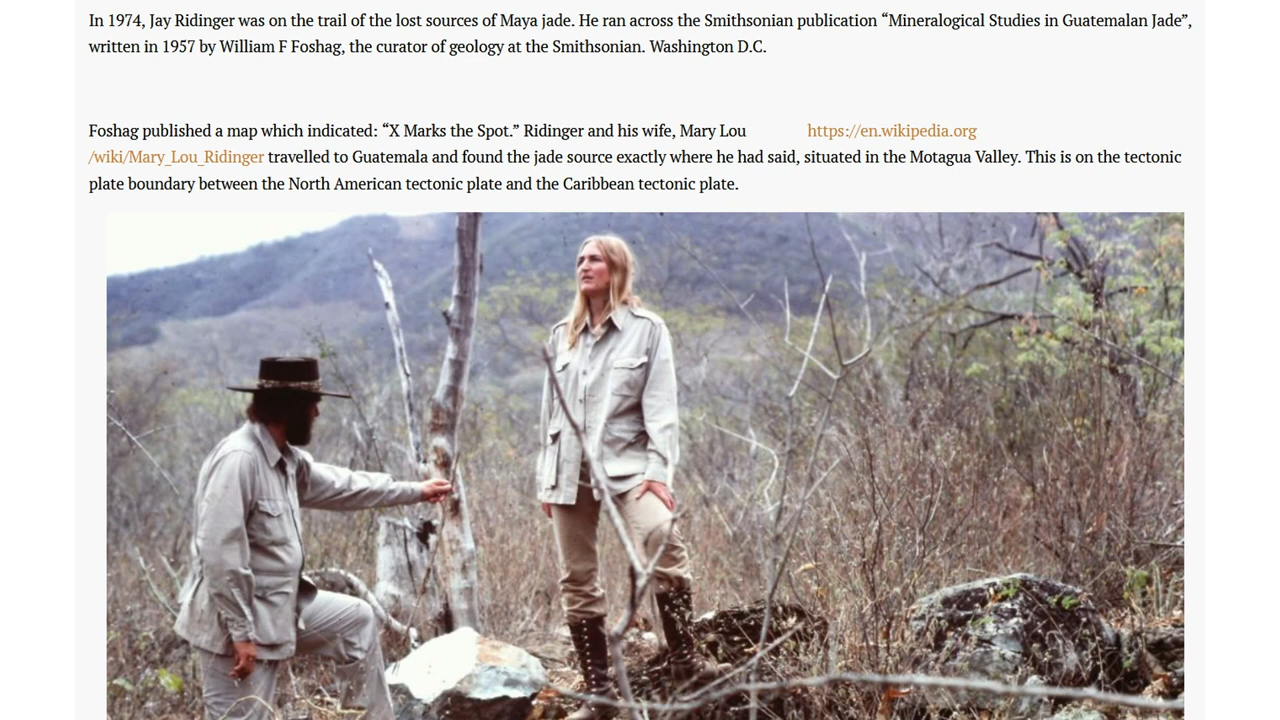 In 1974, Jay Ridinger was on the trail of the lost sources of Maya jade. He ran across the Smithsonian publication “Mineralogical Studies in Guatemalan Jade”,
written in 1957 by William F Foshag, the curator of geology at the Smithsonian. Washington D.C.
Foshag published a map which indicated: “X Marks the Spot.” Ridinger and his wife, Mary Lou https://en.wikipedia.org
/wiki/Mary_Lou_Ridinger travelled to Guatemala and found the jade source exactly where he had said, situated in the Motagua Valley. This is on the tectonic
plate boundary between the North American tectonic plate and the Caribbean tectonic plate.